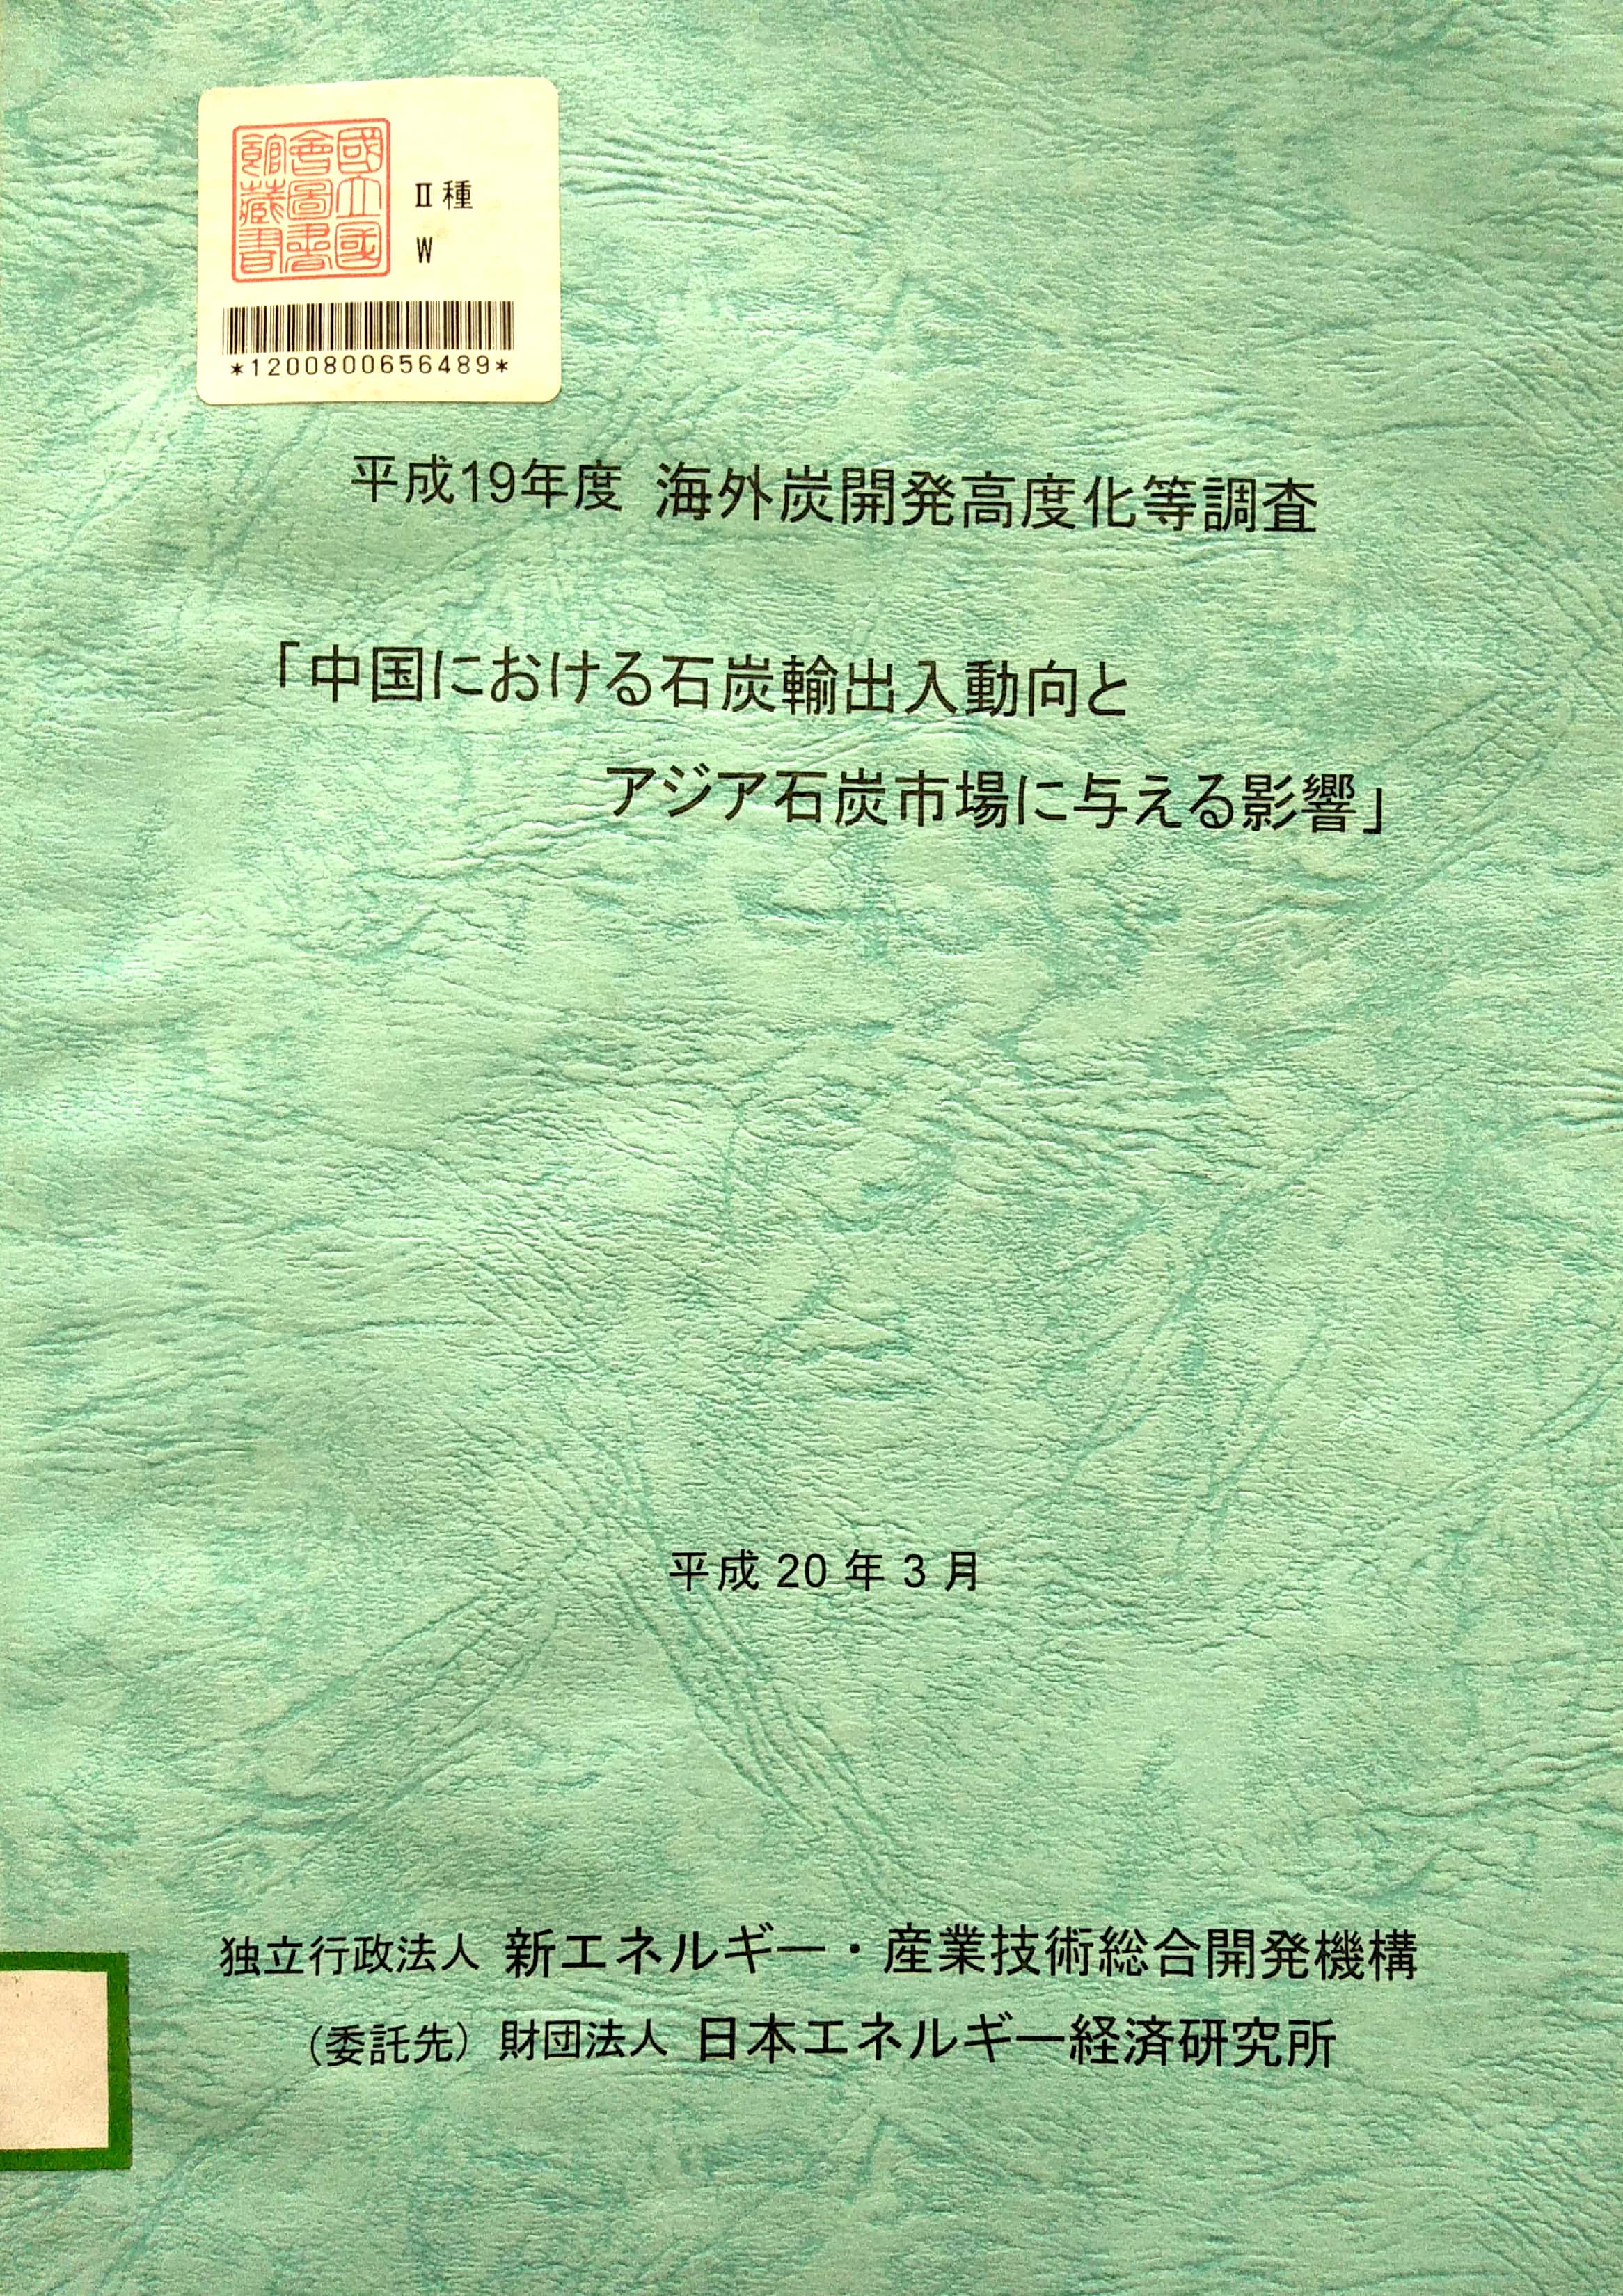 國立國
會圖書
館藏書
Ⅱ種
W
*1200800656489*
平成19年度 海外炭開発高度化等調査
「中国における石炭輸出入動向と
アジア石炭市場に与える影響」
平成 20 年 3 月
独立行政法人 新エネルギー・産業技術総合開発機構
（委託先）財団法人 日本エネルギー経済研究所